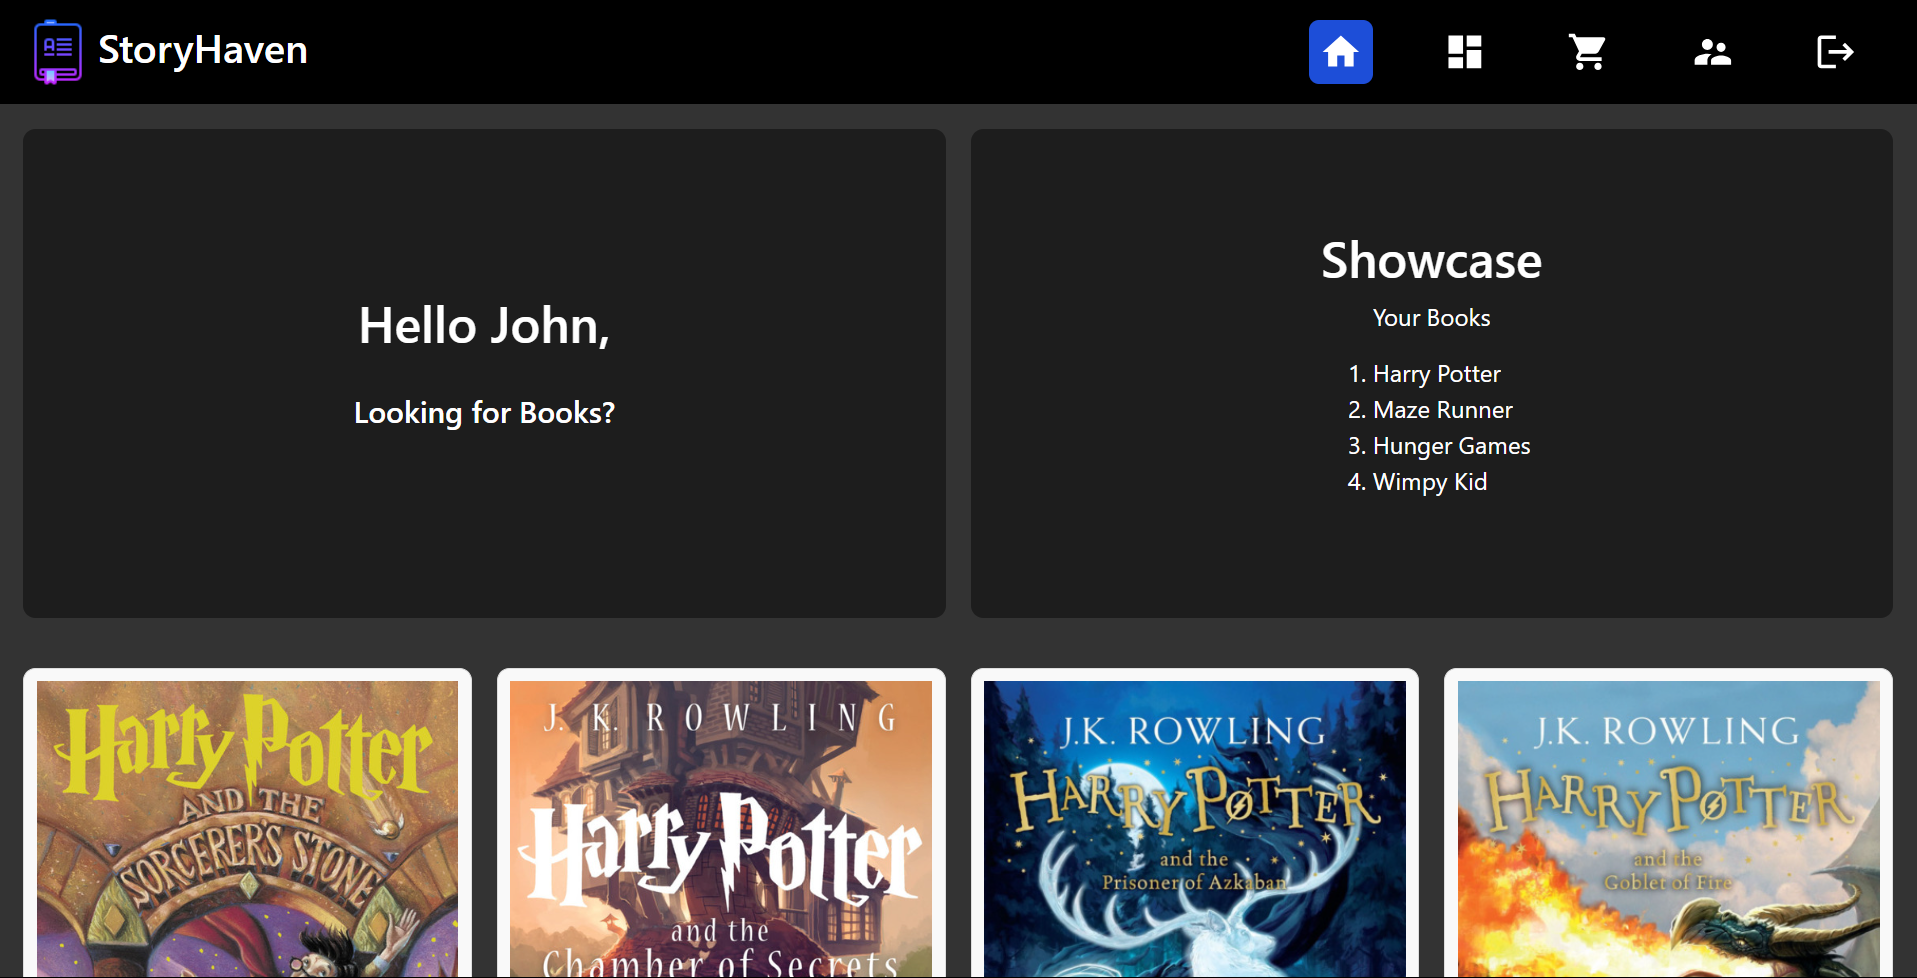 StoryHaven
Hello John,
Looking for Books?
Showcase
Your Books
1. Harry Potter
2. Maze Runner
3. Hunger Games
4. Wimpy Kid
Harry Potter
AND THE
SORCERER'S STONE
J. K. ROWLING
Harry Potter
and the
Chamber of Secrets
J.K. ROWLING
HARRY POTTER
and the
Prisoner of Azkaban
J.K. ROWLING
HARRY POTTER
and the
Goblet of Fire